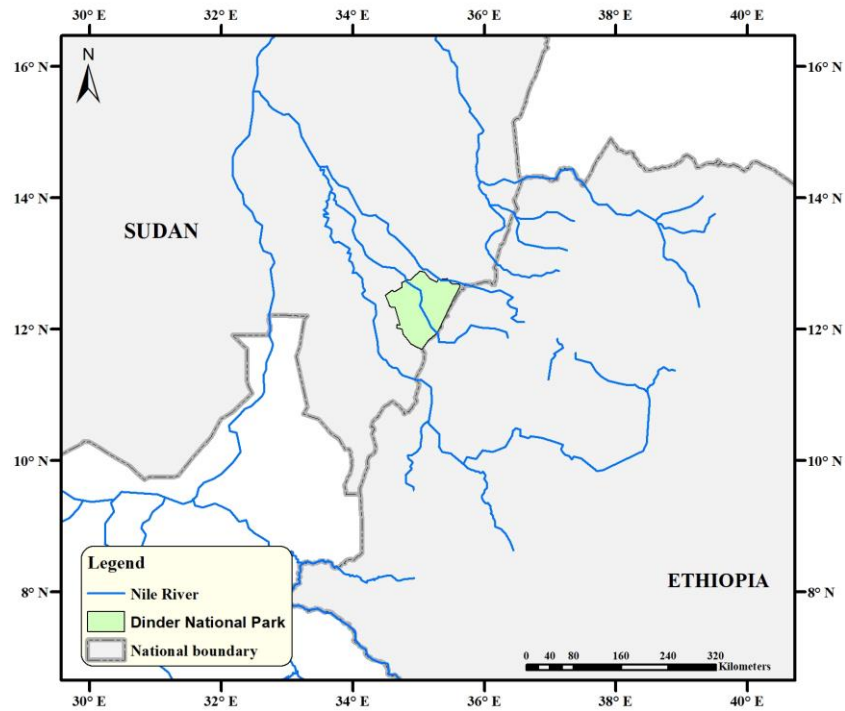 30° E 32° E 34° E 36° E 38° E 40° E
N
16° N 16° N
14° N 14° N
SUDAN
12° N 12° N
10° N 10° N
Legend
Nile River
Dinder National Park
National boundary
ETHIOPIA
8° N 8° N
0 40 80 160 240 320
Kilometers
30° E 32° E 34° E 36° E 38° E 40° E